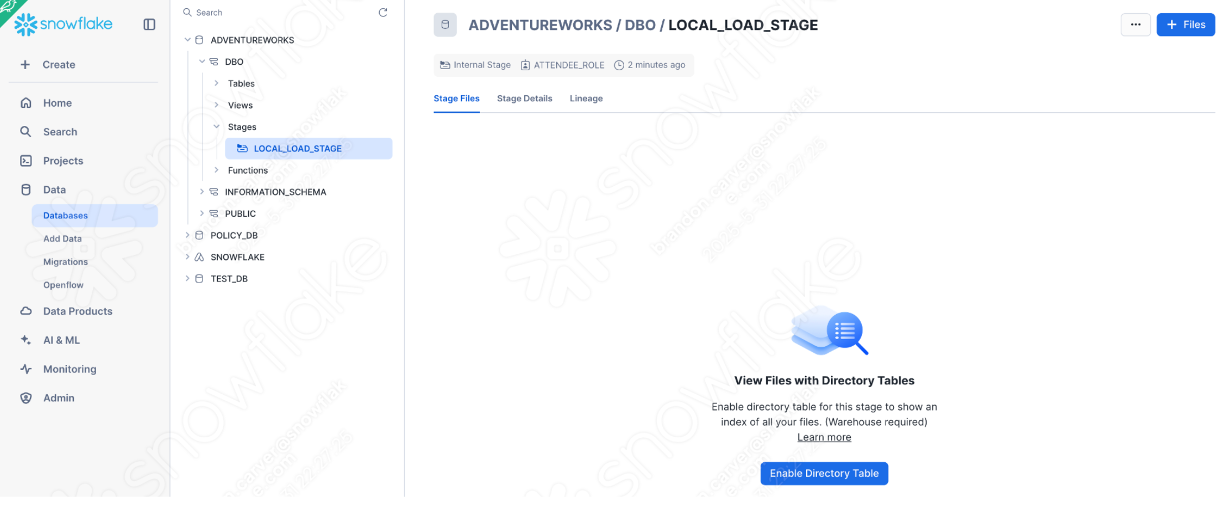 snowflake
Create
Home
Search
Projects
Data
Databases
Add Data
Migrations
Openflow
Data Products
AI & ML
Monitoring
Admin
Search
ADVENTUREWORKS
DBO
Tables
Views
Stages
LOCAL_LOAD_STAGE
Functions
INFORMATION_SCHEMA
PUBLIC
POLICY_DB
SNOWFLAKE
TEST_DB
ADVENTUREWORKS / DBO / LOCAL_LOAD_STAGE
... + Files
Internal Stage ATTENDEE_ROLE 2 minutes ago
Stage Files Stage Details Lineage
View Files with Directory Tables
Enable directory table for this stage to show an
index of all your files. (Warehouse required)
Learn more
Enable Directory Table
snowflake
snowflake